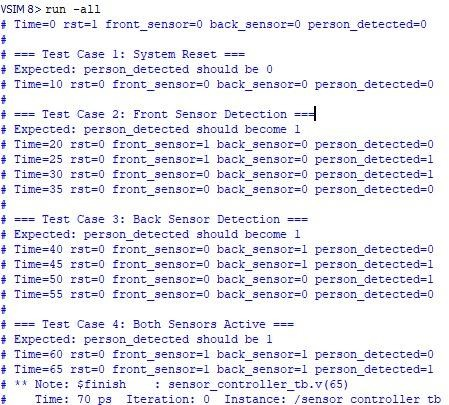 VSIM 8> run -all
# Time=0 rst=1 front_sensor=0 back_sensor=0 person_detected=0
#
# === Test Case 1: System Reset ===
# Expected: person_detected should be 0
# Time=10 rst=0 front_sensor=0 back_sensor=0 person_detected=0
#
# === Test Case 2: Front Sensor Detection ===
# Expected: person_detected should become 1
# Time=20 rst=0 front_sensor=1 back_sensor=0 person_detected=0
# Time=25 rst=0 front_sensor=1 back_sensor=0 person_detected=1
# Time=30 rst=0 front_sensor=0 back_sensor=0 person_detected=1
# Time=35 rst=0 front_sensor=0 back_sensor=0 person_detected=0
#
# === Test Case 3: Back Sensor Detection ===
# Expected: person_detected should become 1
# Time=40 rst=0 front_sensor=0 back_sensor=1 person_detected=0
# Time=45 rst=0 front_sensor=0 back_sensor=1 person_detected=1
# Time=50 rst=0 front_sensor=0 back_sensor=0 person_detected=1
# Time=55 rst=0 front_sensor=0 back_sensor=0 person_detected=0
#
# === Test Case 4: Both Sensors Active ===
# Expected: person_detected should be 1
# Time=60 rst=0 front_sensor=1 back_sensor=1 person_detected=0
# Time=65 rst=0 front_sensor=1 back_sensor=1 person_detected=1
# ** Note: $finish    : sensor_controller_tb.v(65)
#    Time: 70 ps  Iteration: 0  Instance: /sensor_controller_tb